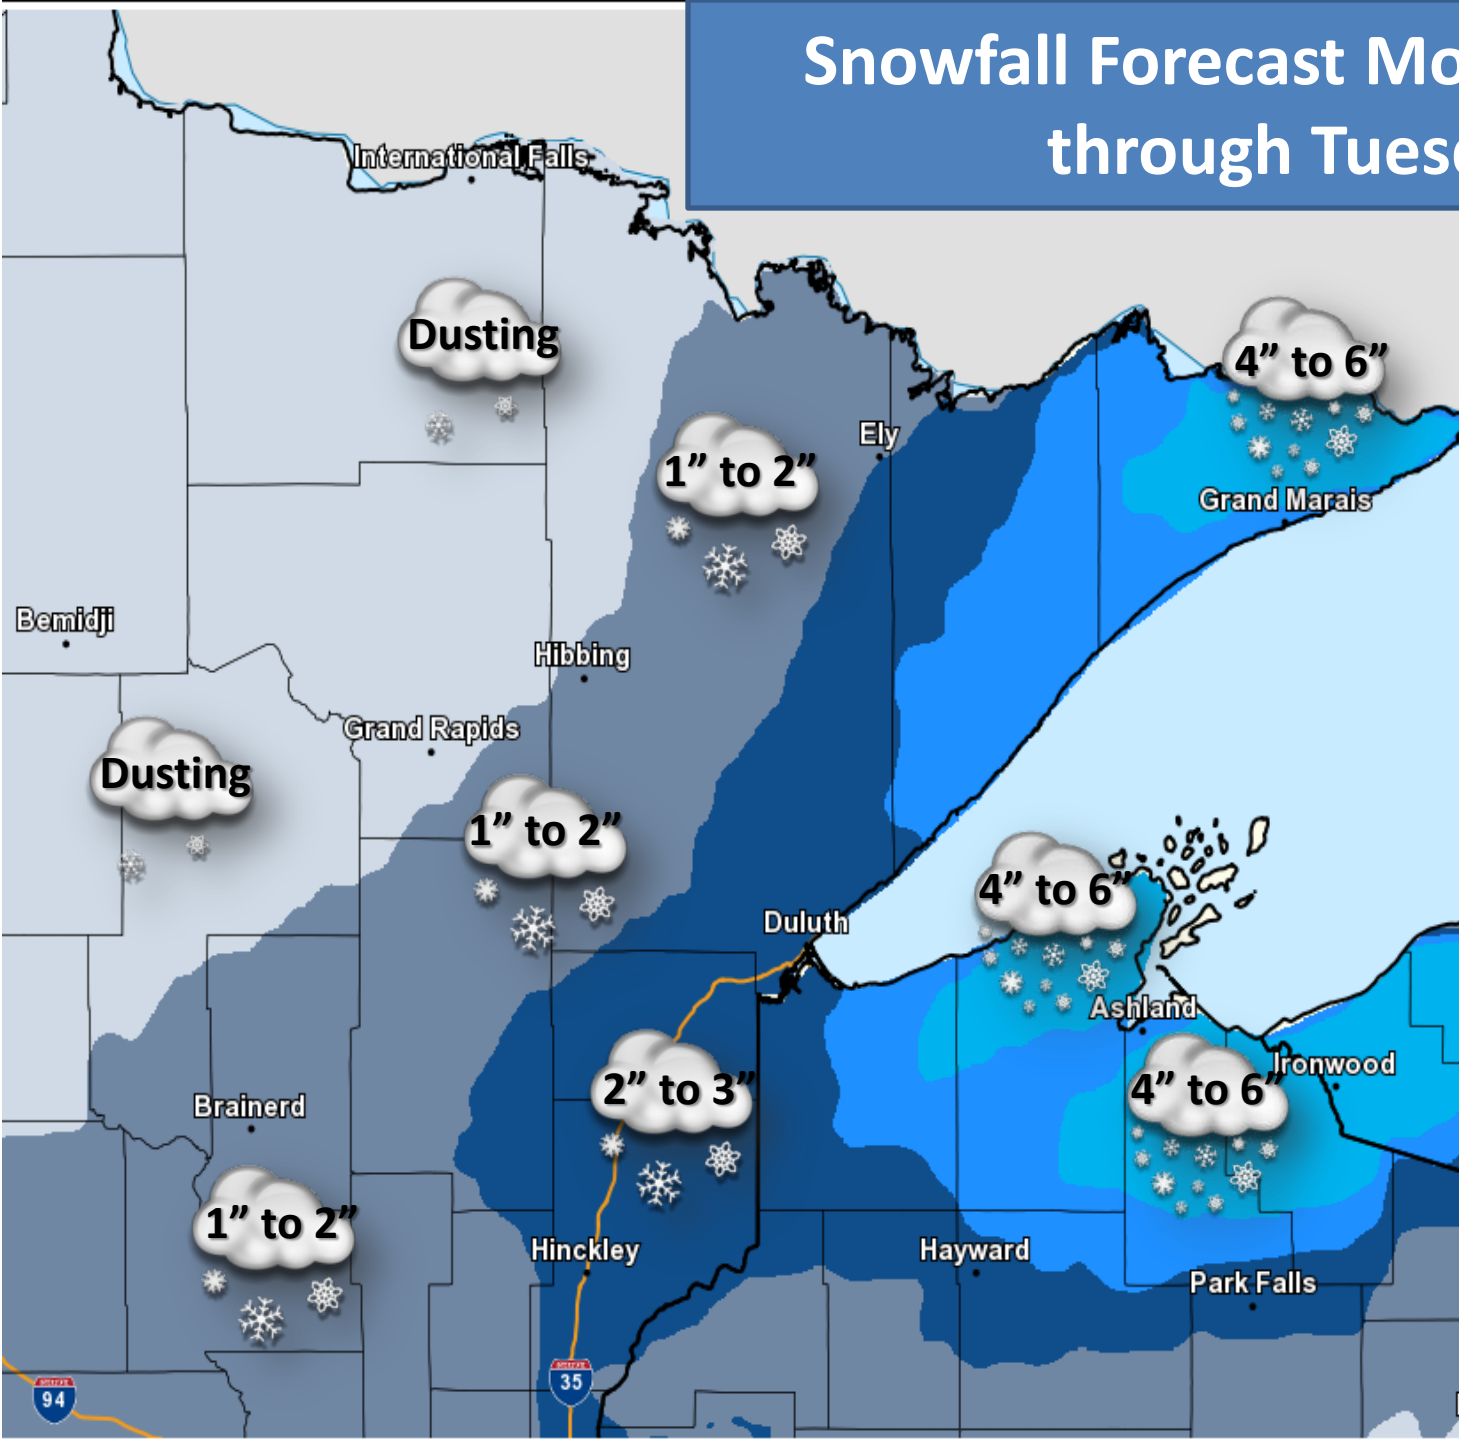 Snowfall Forecast Mo
through Tues
International Falls
Dusting
4” to 6”
Ely
1” to 2”
Grand Marais
Bemidji
Hibbing
Grand Rapids
Dusting
1” to 2”
4” to 6”
Duluth
Ashland
Ironwood
2” to 3”
4” to 6”
Brainerd
1” to 2”
Hinckley
Hayward
Park Falls
35
94